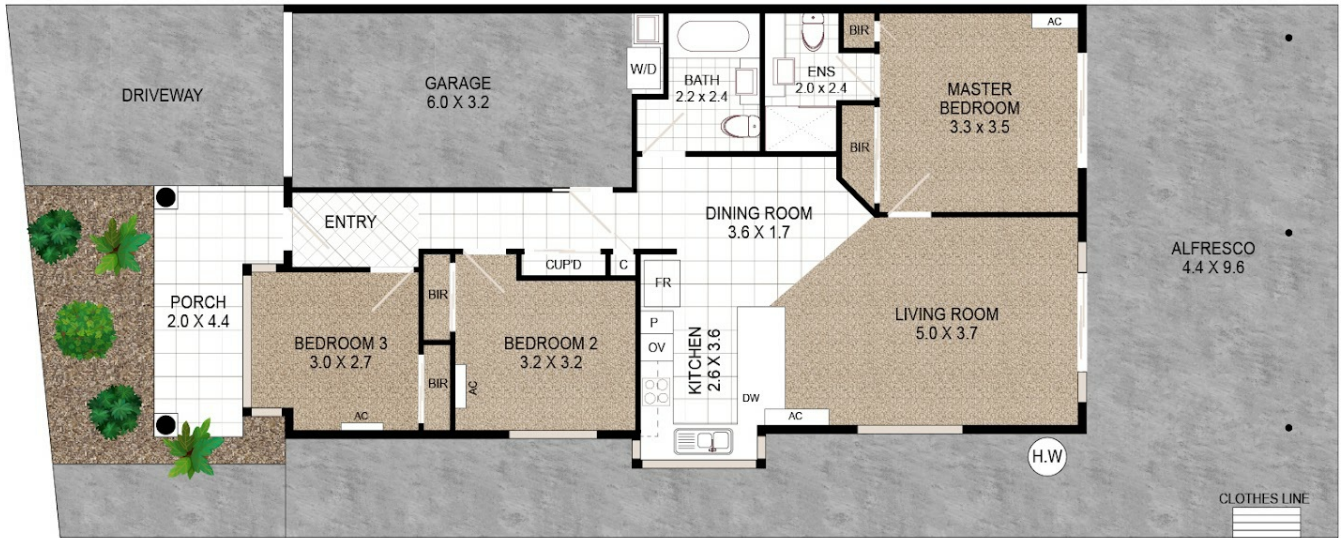 DRIVEWAY
GARAGE
6.0 X 3.2
W/D
BATH
2.2 x 2.4
ENS
2.0 x 2.4
BIR
BIR
AC
MASTER
BEDROOM
3.3 x 3.5
ENTRY
DINING ROOM
3.6 X 1.7
ALFRESCO
4.4 X 9.6
PORCH
2.0 X 4.4
BEDROOM 3
3.0 X 2.7
AC
BIR
BIR
CUP'D
C
BEDROOM 2
3.2 X 3.2
AC
FR
P
OV
KITCHEN
2.6 X 3.6
DW
LIVING ROOM
5.0 X 3.7
AC
H.W
CLOTHES LINE